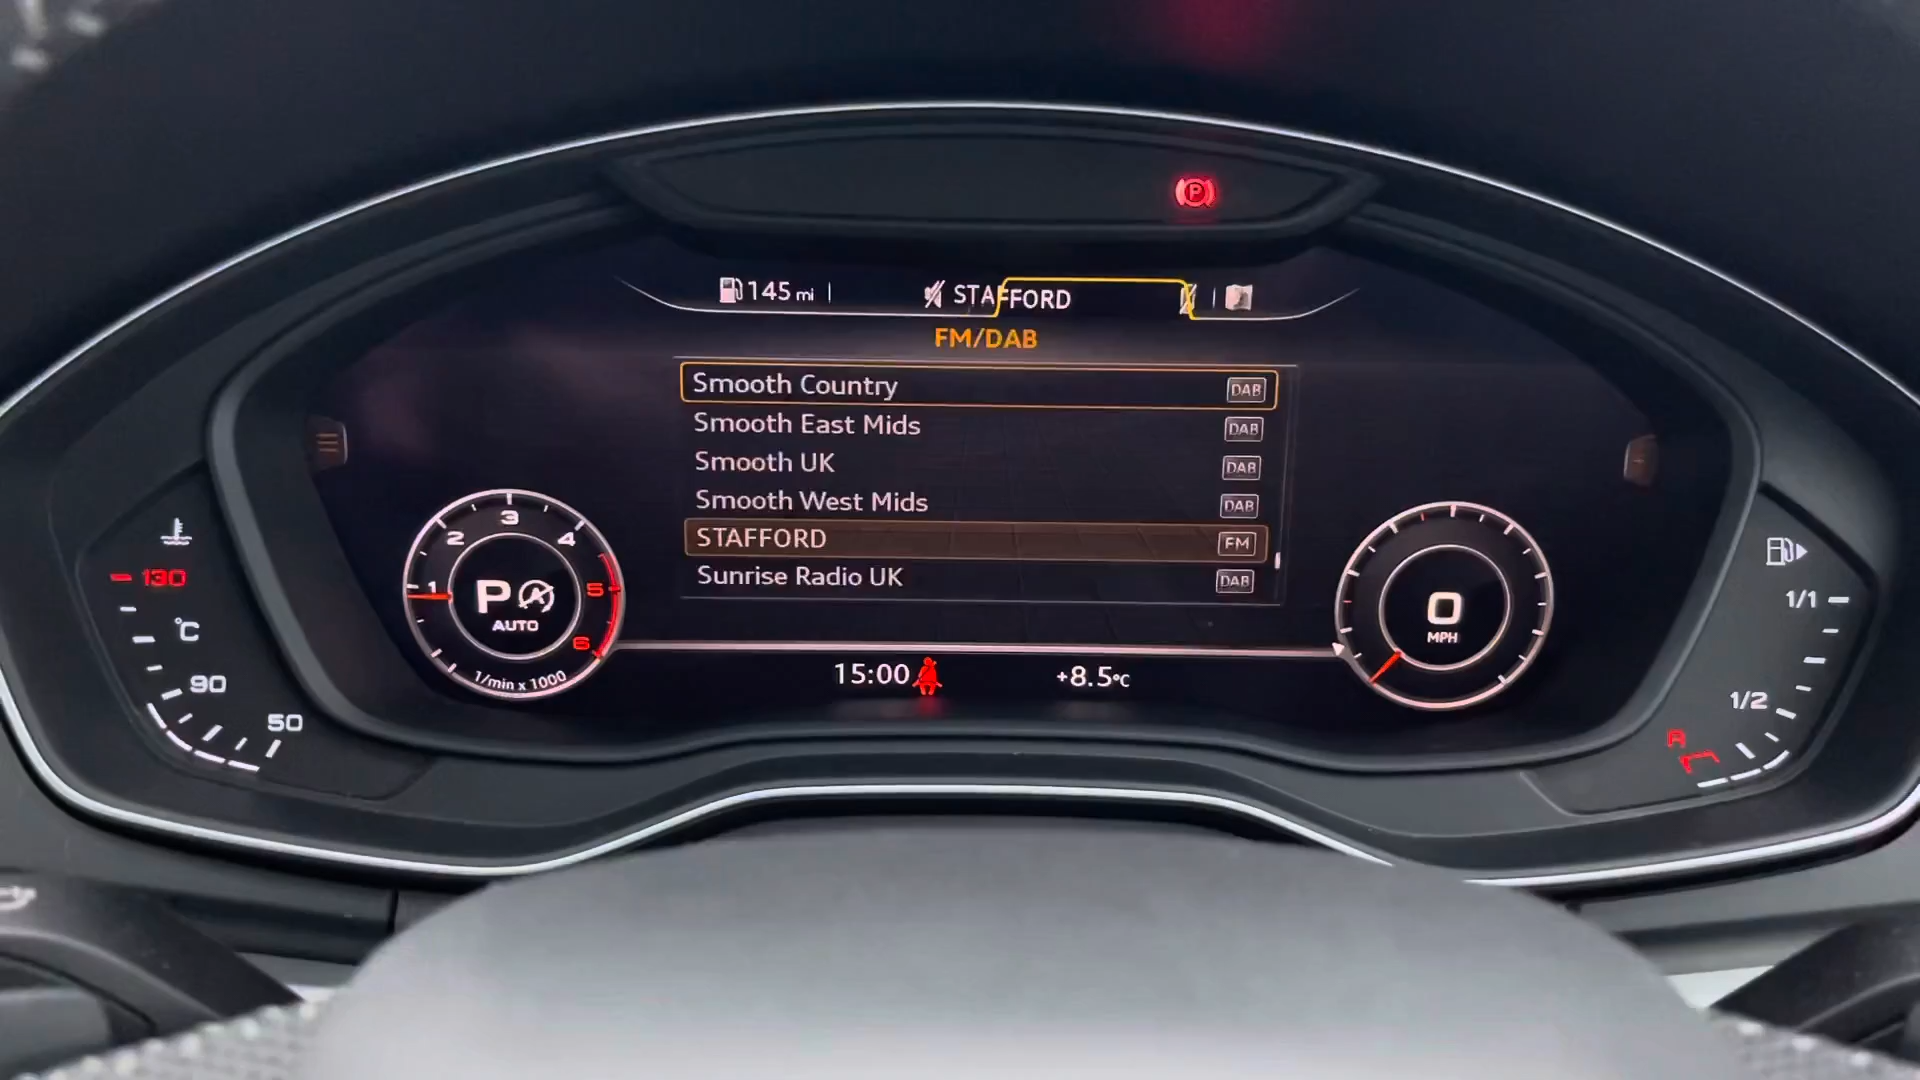 P
145 mi
STAFFORD
FM/DAB
Smooth Country DAB
Smooth East Mids DAB
Smooth UK DAB
Smooth West Mids DAB
STAFFORD FM
Sunrise Radio UK DAB
1 2 3 4 5 6
P A
AUTO
1/min x 1000
0
MPH
15:00 +8.5°C
130
°C
90
50
1/1
1/2
R